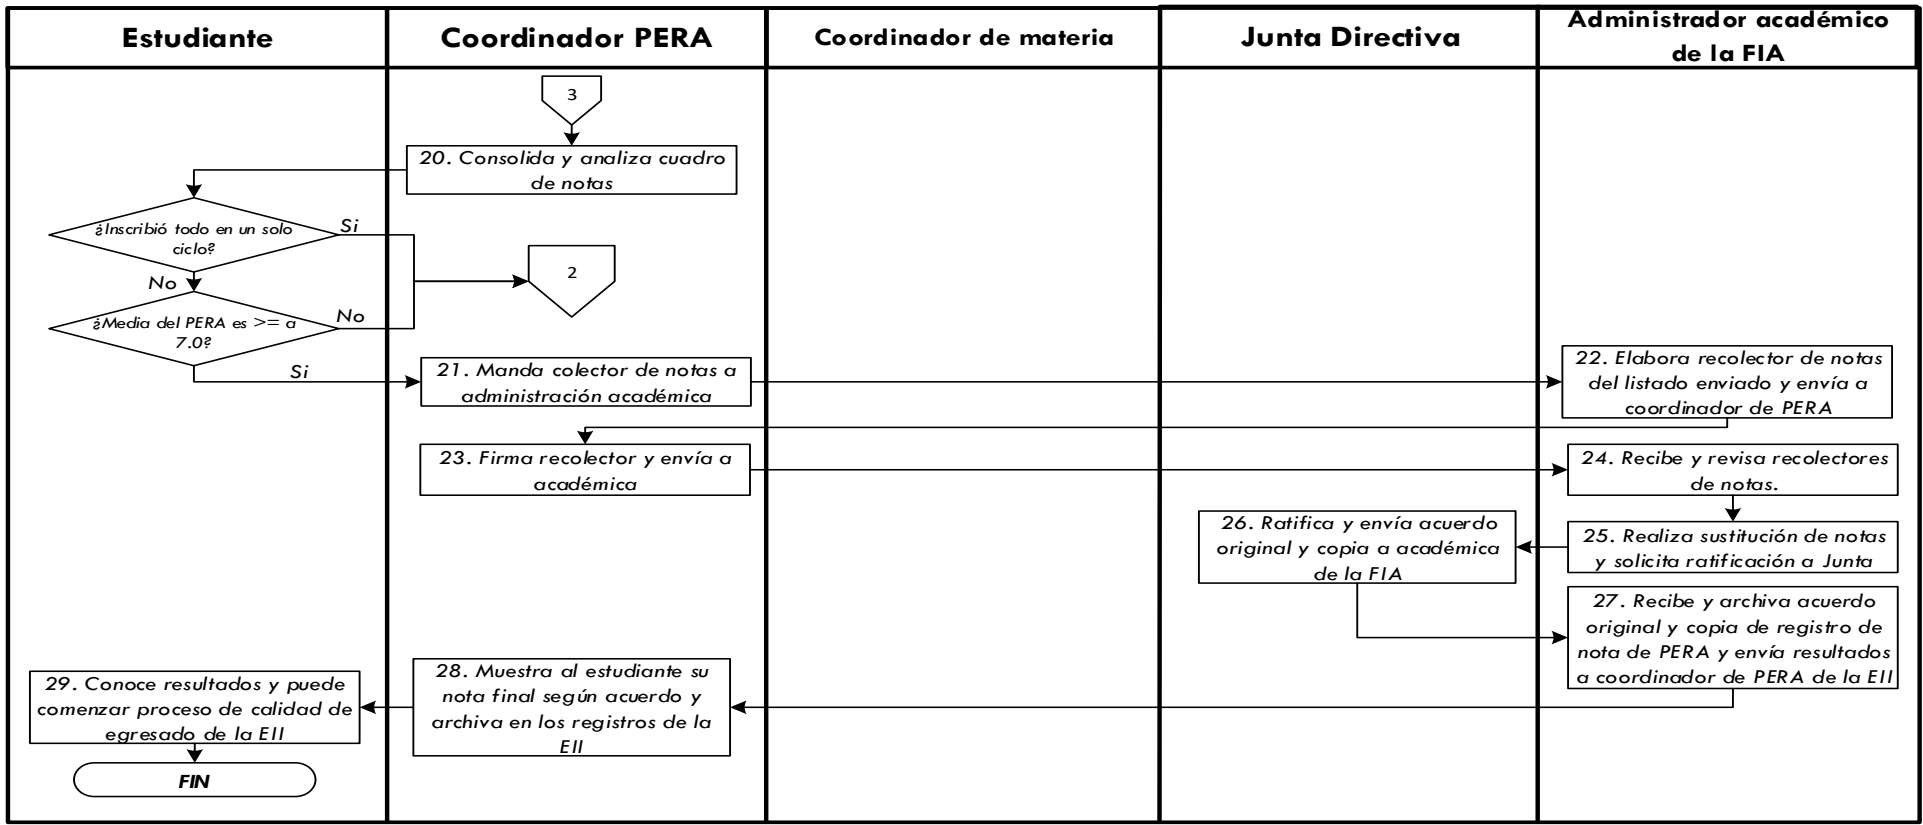 Estudiante
Coordinador PERA
Coordinador de materia
Junta Directiva
Administrador académico
de la FIA
3
20. Consolida y analiza cuadro
de notas
¿Inscribió todo en un solo
ciclo?
Si
No
2
¿Media del PERA es >= a
7.0?
No
Si
21. Manda colector de notas a
administración académica
22. Elabora recolector de notas
del listado enviado y envía a
coordinador de PERA
23. Firma recolector y envía a
académica
24. Recibe y revisa recolectores
de notas.
25. Realiza sustitución de notas
y solicita ratificación a Junta
26. Ratifica y envía acuerdo
original y copia a académica
de la FIA
27. Recibe y archiva acuerdo
original y copia de registro de
nota de PERA y envía resultados
a coordinador de PERA de la EII
28. Muestra al estudiante su
nota final según acuerdo y
archiva en los registros de la
EII
29. Conoce resultados y puede
comenzar proceso de calidad de
egresado de la EII
FIN